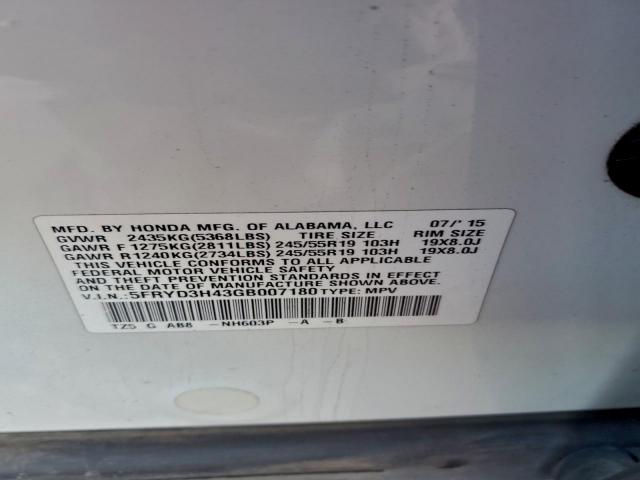 MFD. BY HONDA MFG. OF ALABAMA, LLC 07/'15
GVWR 2435KG(5368LBS) TIRE SIZE RIM SIZE
GAWR F 1275KG(2811LBS) 245/55R19 103H 19X8.0J
GAWR R1240KG(2734LBS) 245/55R19 103H 19X8.0J
THIS VEHICLE CONFORMS TO ALL APPLICABLE
FEDERAL MOTOR VEHICLE SAFETY
AND THEFT PREVENTION STANDARDS IN EFFECT
ON THE DATE OF MANUFACTURE SHOWN ABOVE.
V.I.N.:5FRYD3H43GB007180 TYPE: MPV
TZ5 G AB8 -NH603P -A -B